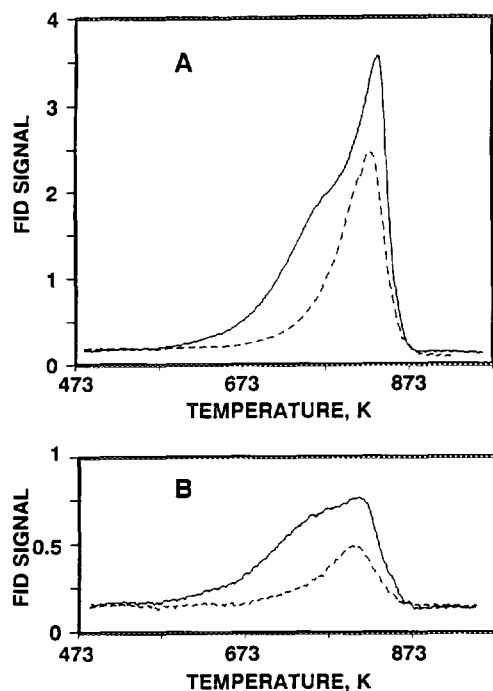 4
A
3
FID SIGNAL
2
1
0
473
673
873
TEMPERATURE, K
1
B
FID SIGNAL
0.5
0
473
673
873
TEMPERATURE, K